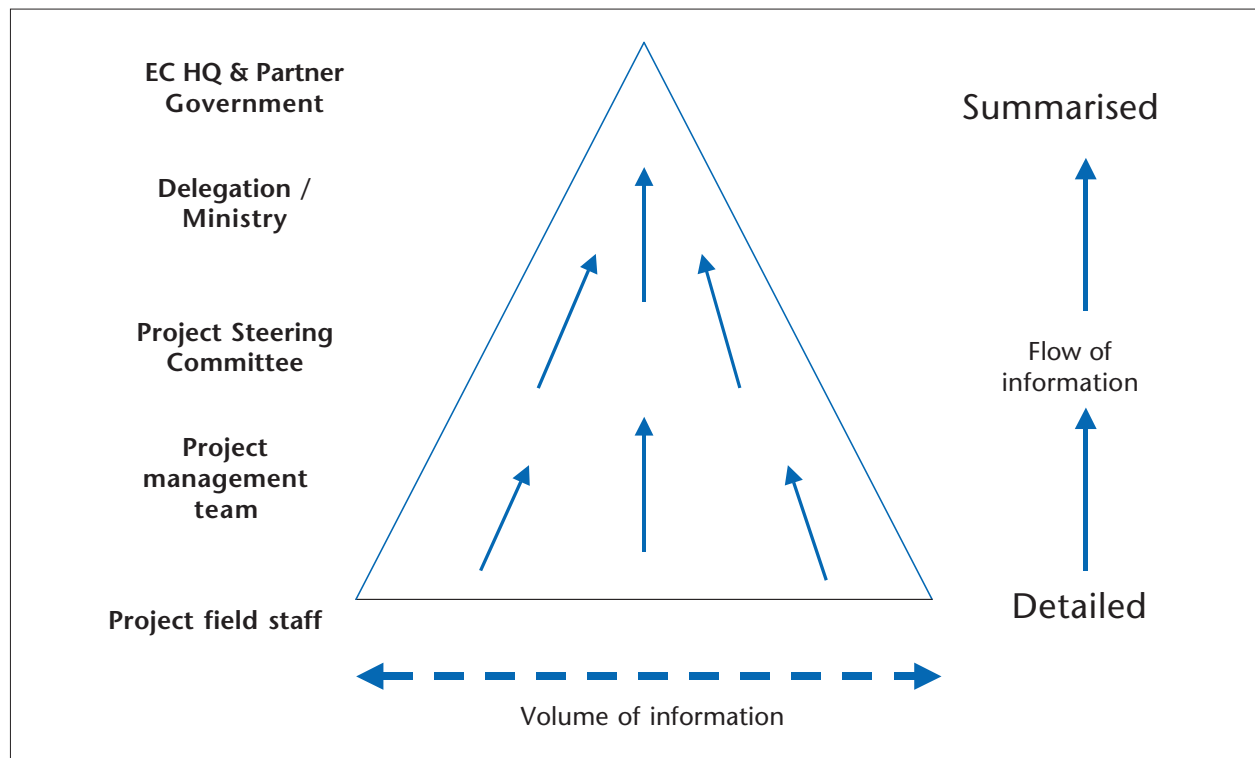 EC HQ & Partner
Government
Delegation /
Ministry
Project Steering
Committee
Project
management
team
Project field staff
Summarised
Flow of
information
Detailed
Volume of information